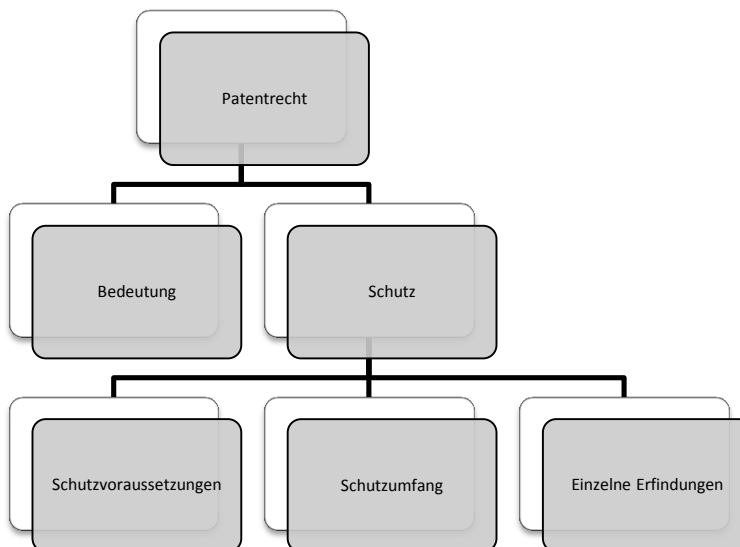 Patentrecht
Bedeutung
Schutz
Schutzvoraussetzungen
Schutzumfang
Einzelne Erfindungen